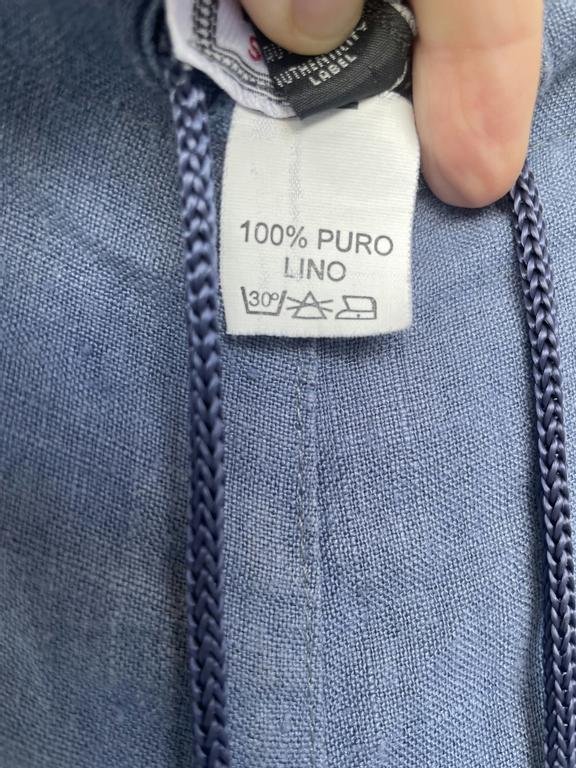 S
AUTHENTICITY
LABEL
100% PURO
LINO
30°